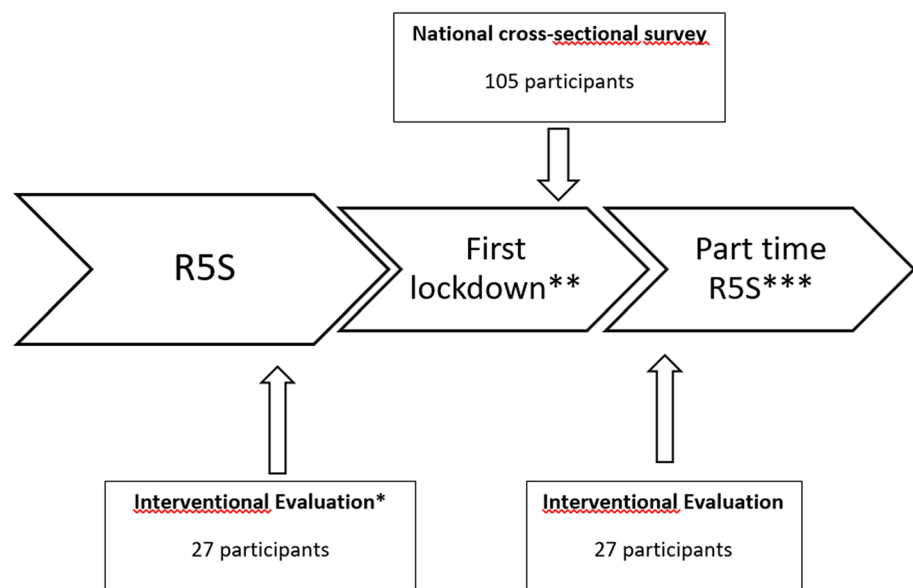 National cross-sectional survey
105 participants
R5S
First
lockdown**
Part time
R5S***
Interventional Evaluation*
27 participants
Interventional Evaluation
27 participants